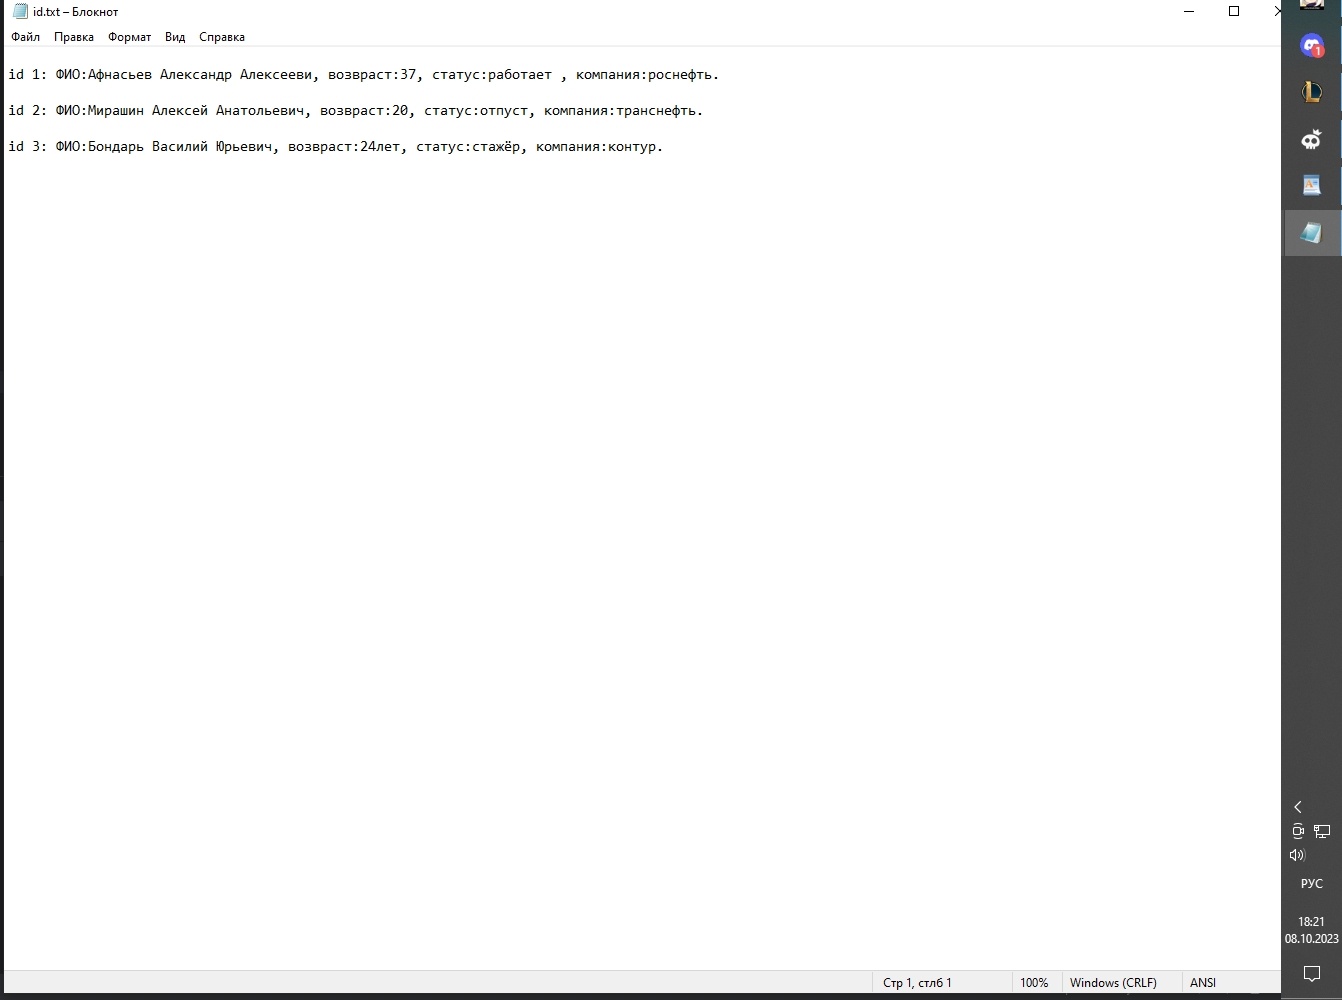 id.txt – Блокнот
Файл Правка Формат Вид Справка
id 1: ФИО:Афнасьев Александр Алексееви, возвраст:37, статус:работает , компания:роснефть.
id 2: ФИО:Мирашин Алексей Анатольевич, возвраст:20, статус:отпуст, компания:транснефть.
id 3: ФИО:Бондарь Василий Юрьевич, возвраст:24лет, статус:стажёр, компания:контур.
1
РУС
18:21
08.10.2023
Стр 1, стлб 1 100% Windows (CRLF) ANSI